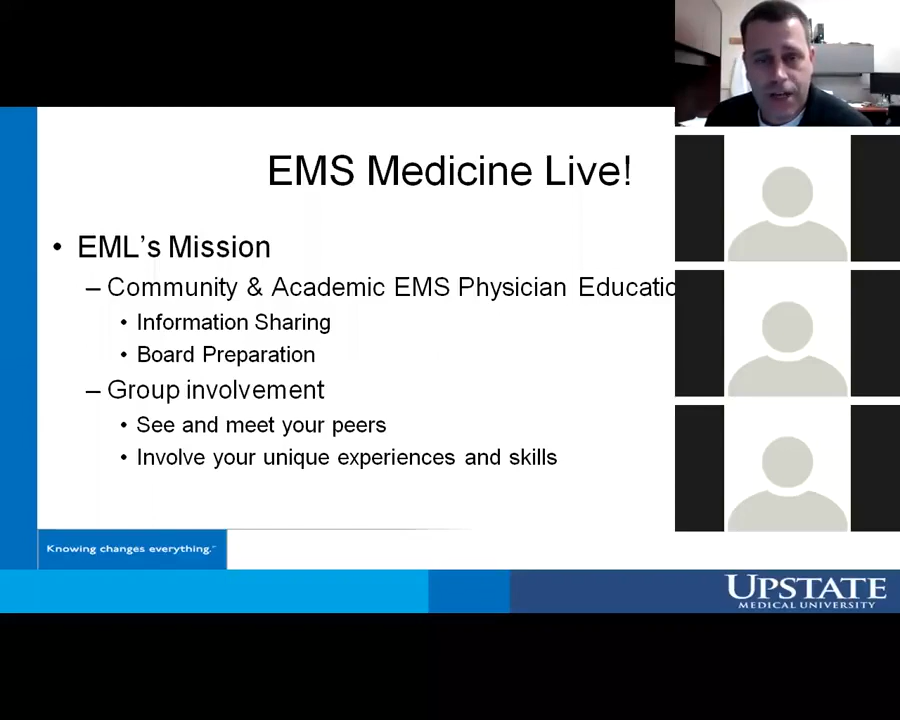 EMS Medicine Live!
• EML's Mission
– Community & Academic EMS Physician Educatio
• Information Sharing
• Board Preparation
– Group involvement
• See and meet your peers
• Involve your unique experiences and skills
Knowing changes everything.™
UPSTATE
MEDICAL UNIVERSITY